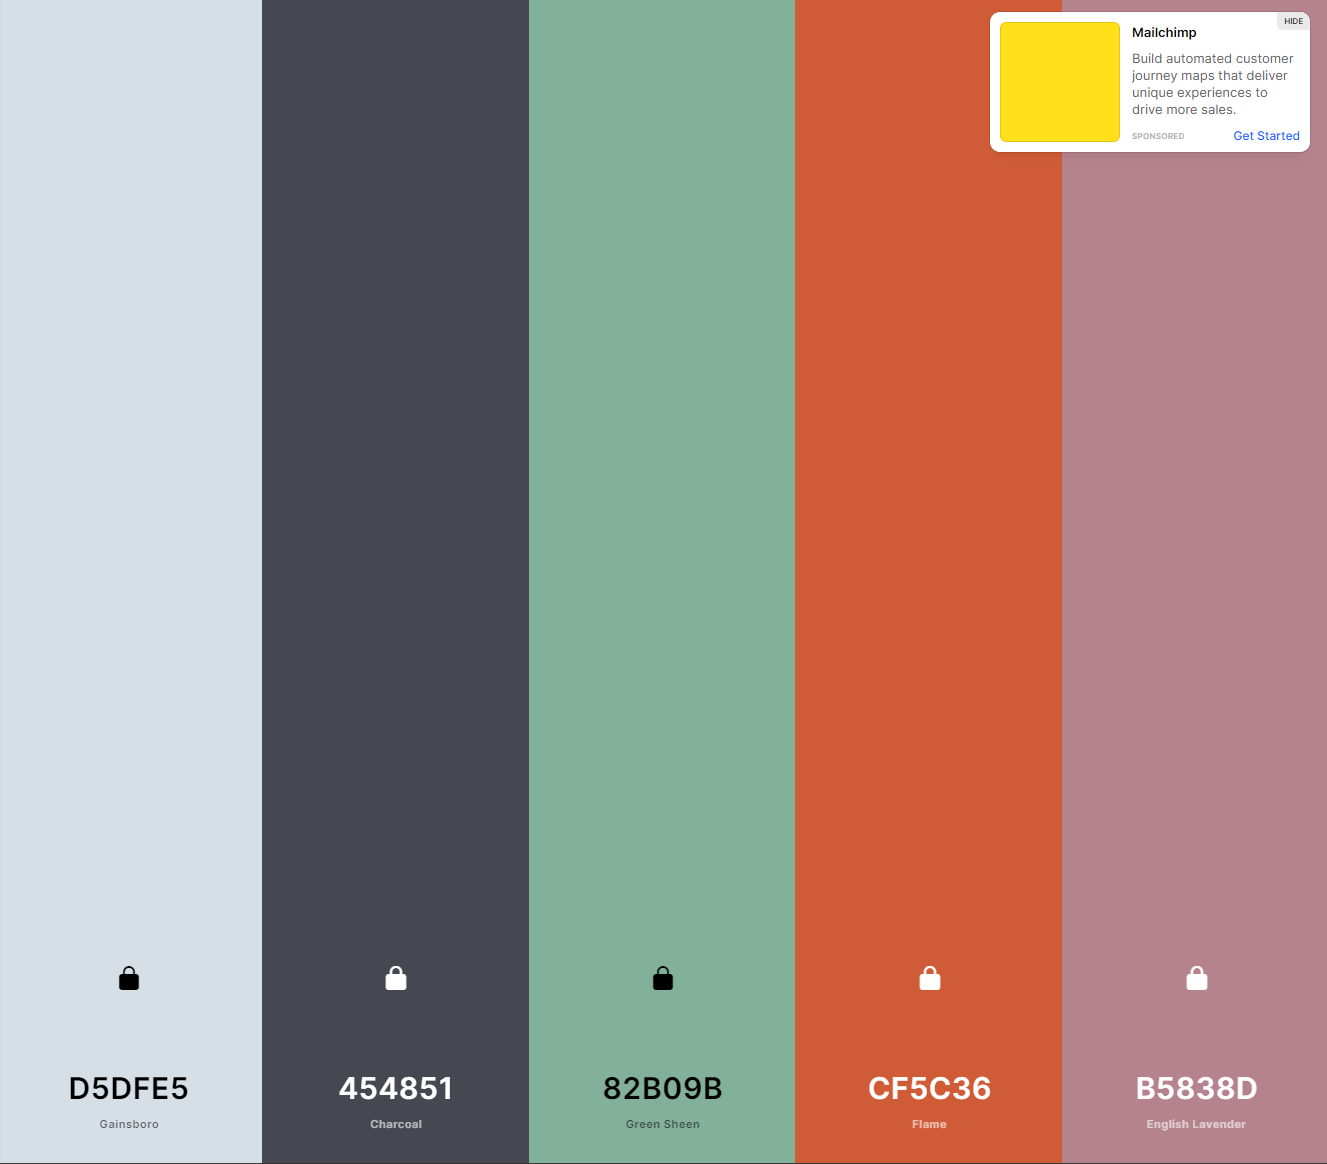 HIDE
Mailchimp
Build automated customer
journey maps that deliver
unique experiences to
drive more sales.
SPONSORED
Get Started
D5DFE5
Gainsboro
454851
Charcoal
82B09B
Green Sheen
CF5C36
Flame
B5838D
English Lavender